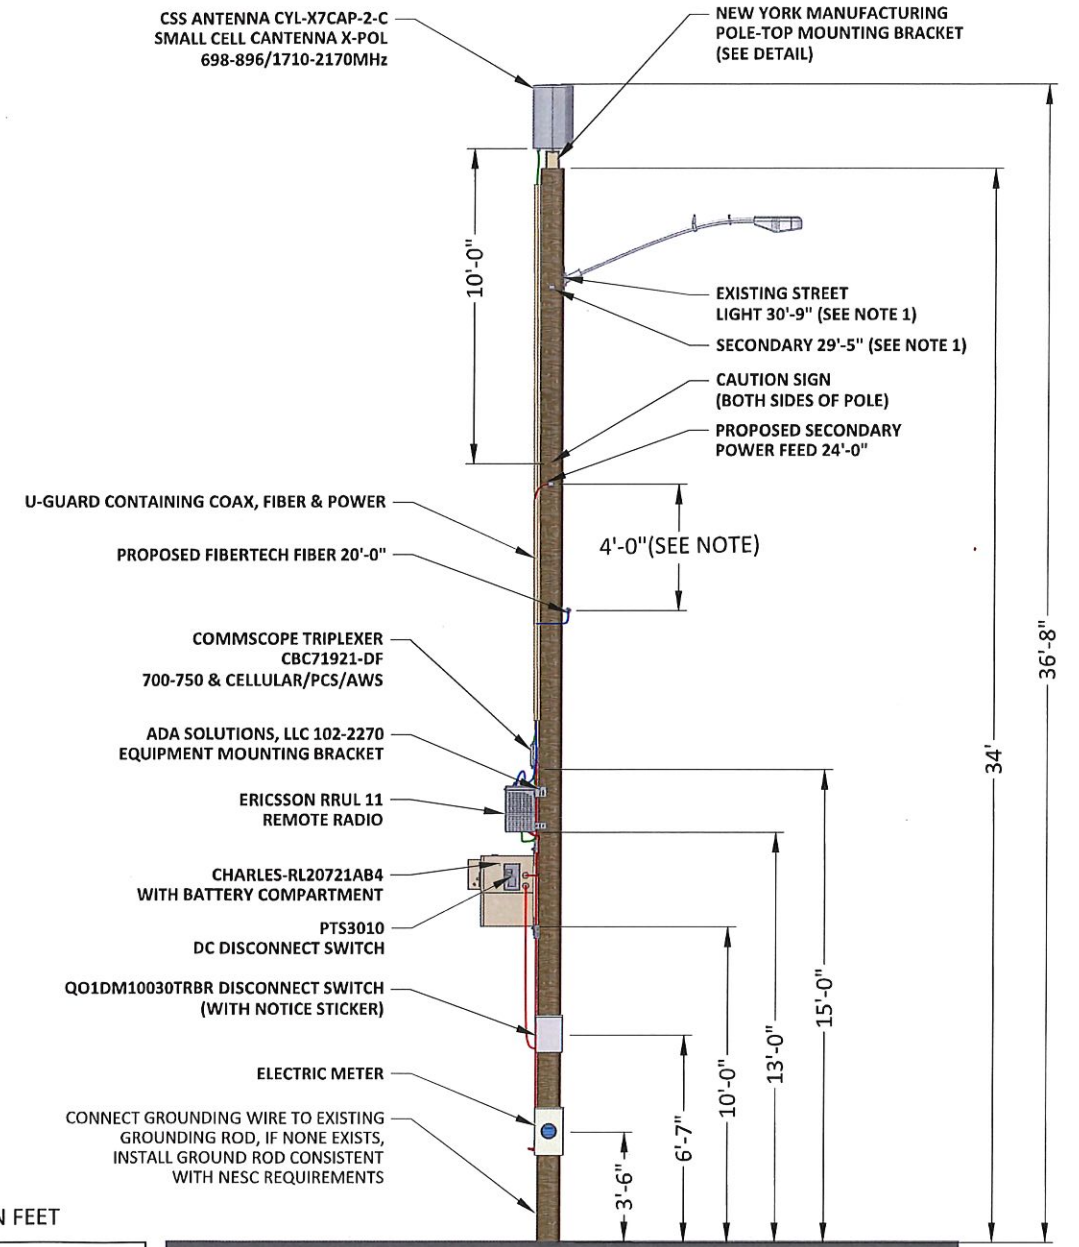 CSS ANTENNA CYL-X7CAP-2-C
SMALL CELL CANTENNA X-POL
698-896/1710-2170MHz
NEW YORK MANUFACTURING
POLE-TOP MOUNTING BRACKET
(SEE DETAIL)
10'-0"
EXISTING STREET
LIGHT 30'-9" (SEE NOTE 1)
SECONDARY 29'-5" (SEE NOTE 1)
CAUTION SIGN
(BOTH SIDES OF POLE)
PROPOSED SECONDARY
POWER FEED 24'-0"
U-GUARD CONTAINING COAX, FIBER & POWER
4'-0"(SEE NOTE)
PROPOSED FIBERTECH FIBER 20'-0"
COMMSCOPE TRIPLEXER
CBC71921-DF
700-750 & CELLULAR/PCS/AWS
36'-8"
ADA SOLUTIONS, LLC 102-2270
EQUIPMENT MOUNTING BRACKET
34'
ERICSSON RRUL 11
REMOTE RADIO
CHARLES-RL20721AB4
WITH BATTERY COMPARTMENT
PTS3010
DC DISCONNECT SWITCH
QO1DM10030TRBR DISCONNECT SWITCH
(WITH NOTICE STICKER)
15'-0"
13'-0"
10'-0"
6'-7"
ELECTRIC METER
3'-6"
CONNECT GROUNDING WIRE TO EXISTING
GROUNDING ROD, IF NONE EXISTS,
INSTALL GROUND ROD CONSISTENT
WITH NESC REQUIREMENTS
N FEET